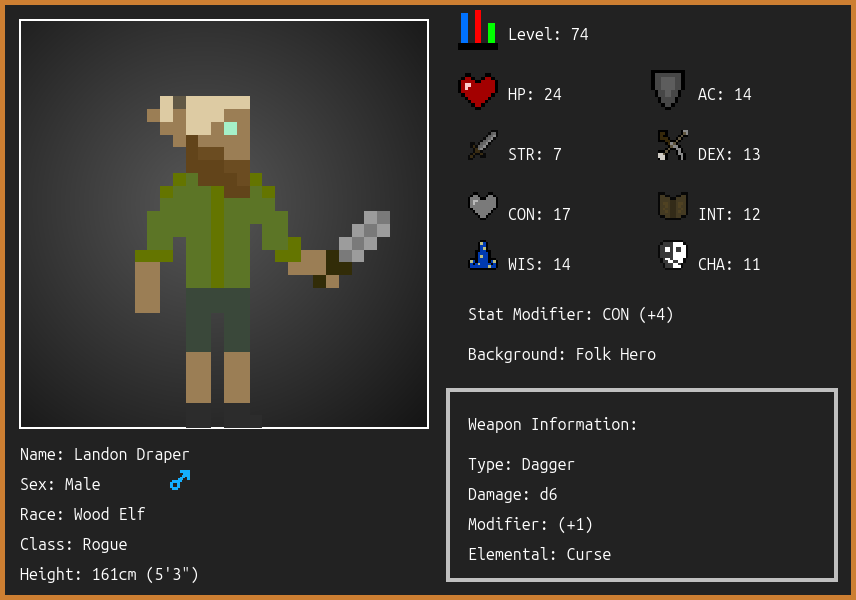 Level: 74
HP: 24
AC: 14
STR: 7
DEX: 13
CON: 17
INT: 12
WIS: 14
CHA: 11
Stat Modifier: CON (+4)
Background: Folk Hero
Weapon Information:
Type: Dagger
Damage: d6
Modifier: (+1)
Elemental: Curse
Name: Landon Draper
Sex: Male
Race: Wood Elf
Class: Rogue
Height: 161cm (5'3")